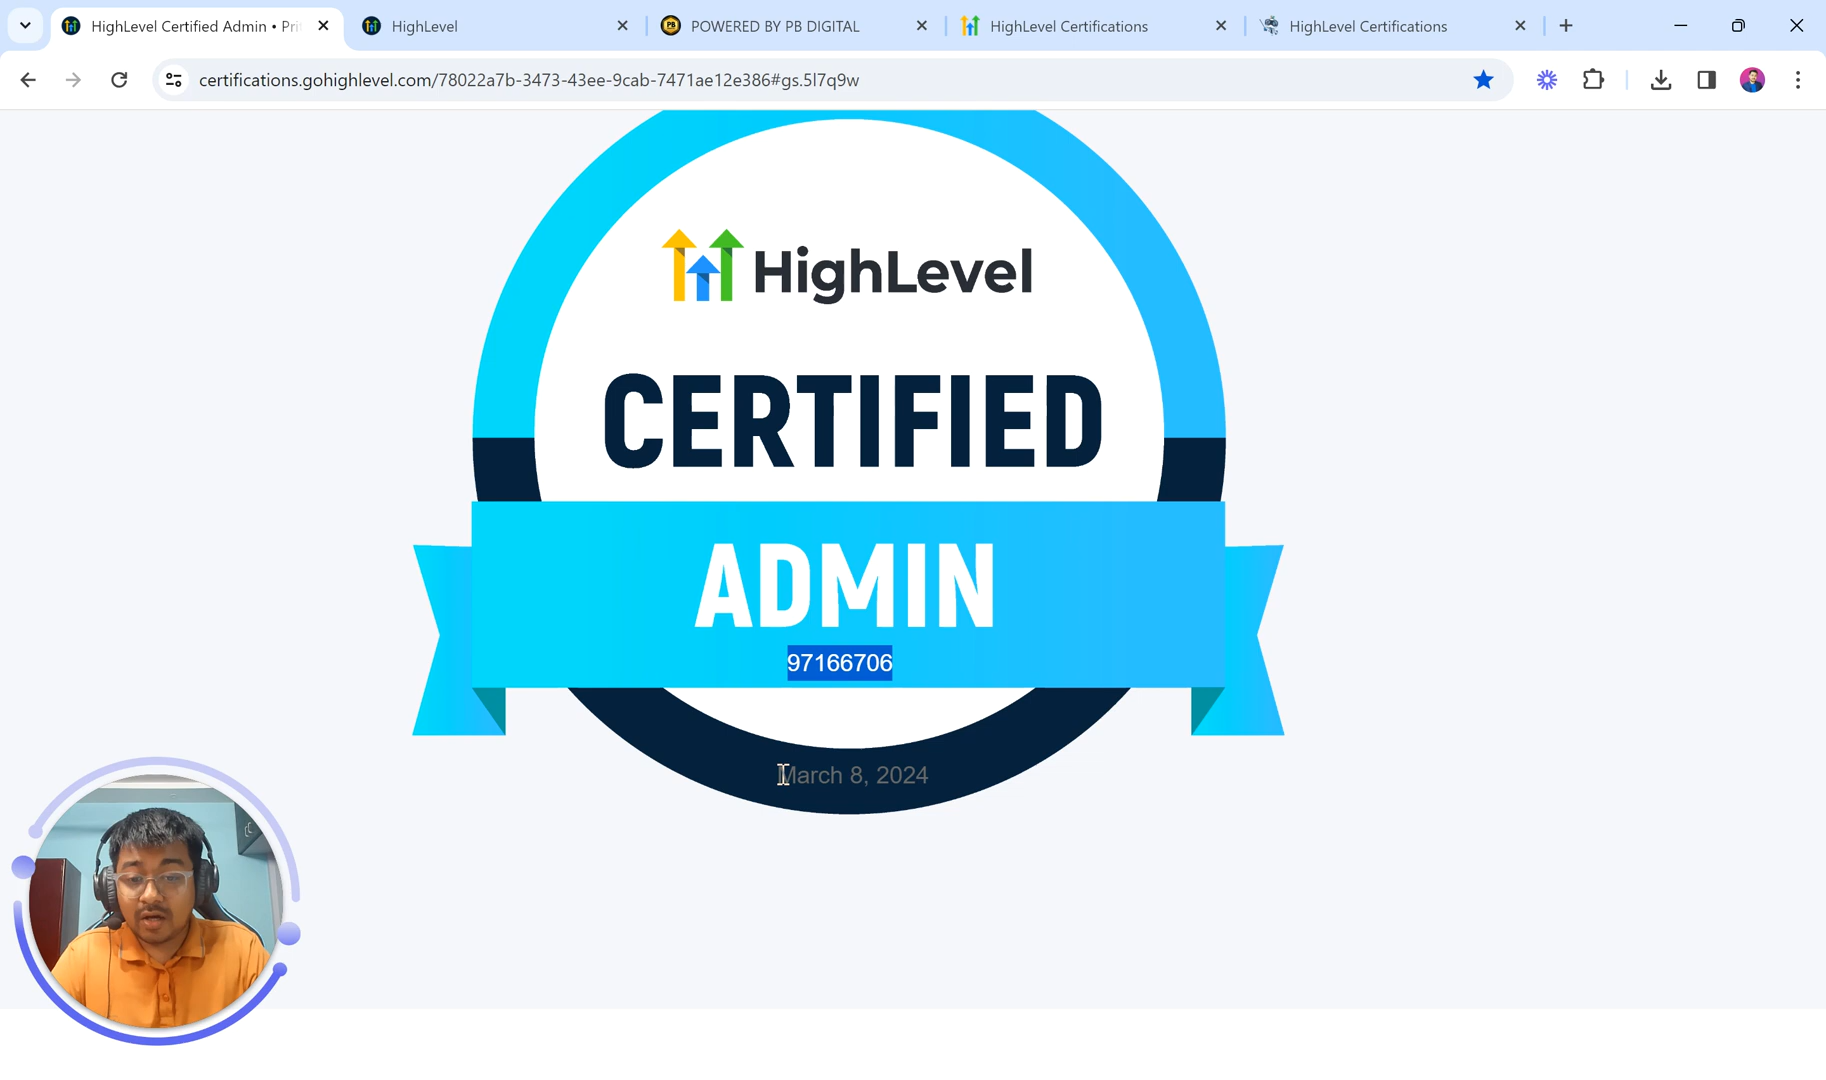 HighLevel Certified Admin • Pri
HighLevel
POWERED BY PB DIGITAL
HighLevel Certifications
HighLevel Certifications
certifications.gohighlevel.com/78022a7b-3473-43ee-9cab-7471ae12e386#gs.5l7q9w
HighLevel
CERTIFIED
ADMIN
97166706
March 8, 2024